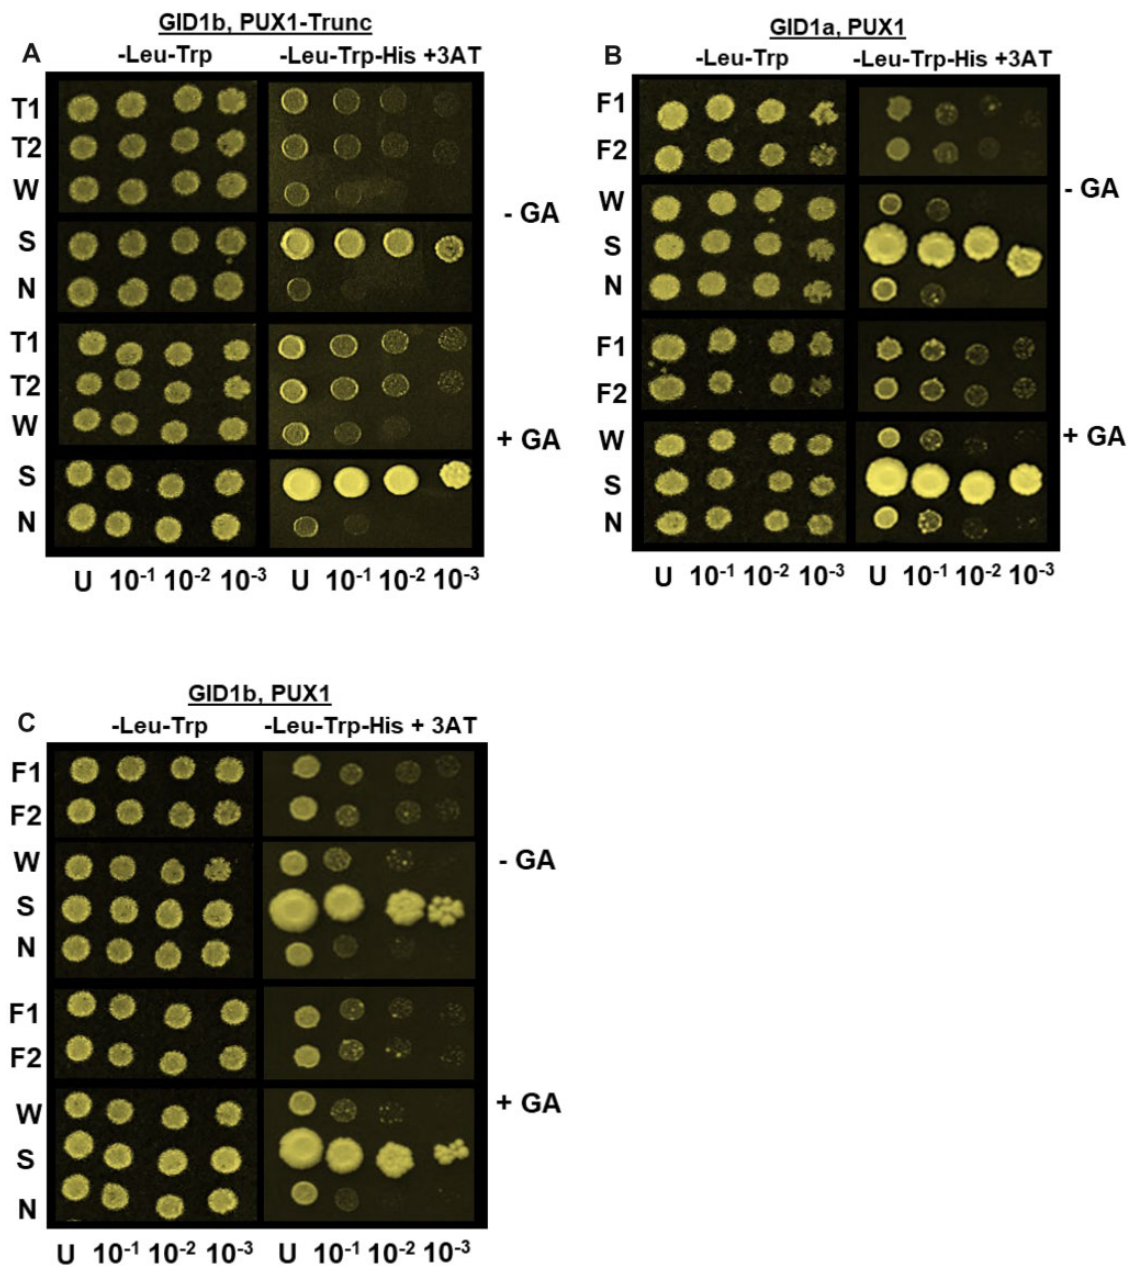 GID1b, PUX1-Trunc
A -Leu-Trp -Leu-Trp-His +3AT
T1
T2
W
- GA
S
N
T1
T2
W
+ GA
S
N
U 10⁻¹ 10⁻² 10⁻³ U 10⁻¹ 10⁻² 10⁻³
GID1a, PUX1
B -Leu-Trp -Leu-Trp-His +3AT
F1
F2
- GA
W
S
N
F1
F2
W
+ GA
S
N
U 10⁻¹ 10⁻² 10⁻³ U 10⁻¹ 10⁻² 10⁻³
GID1b, PUX1
C -Leu-Trp -Leu-Trp-His + 3AT
F1
F2
W
- GA
S
N
F1
F2
W
+ GA
S
N
U 10⁻¹ 10⁻² 10⁻³ U 10⁻¹ 10⁻² 10⁻³